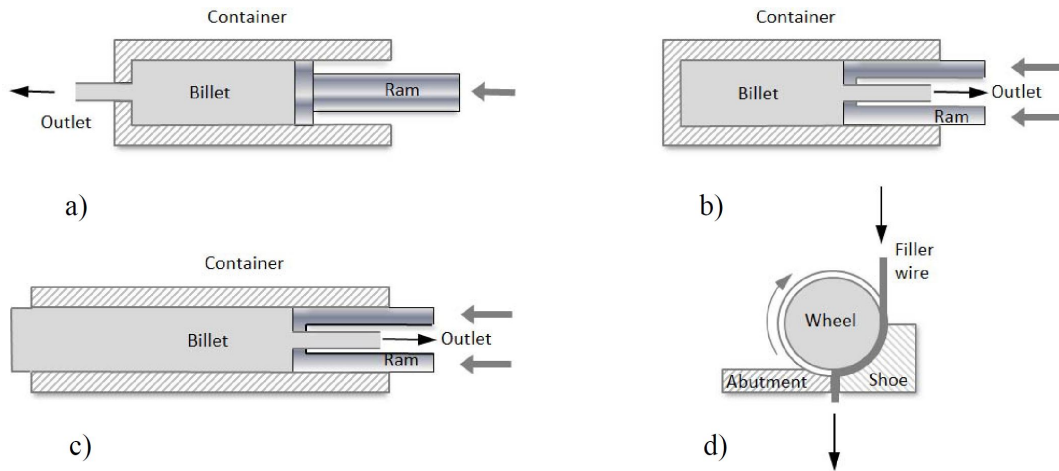 Container
Billet
Ram
Outlet
a)
Container
Billet
Outlet
Ram
b)
Container
Billet
Outlet
Ram
c)
Filler
wire
Wheel
Abutment
Shoe
d)